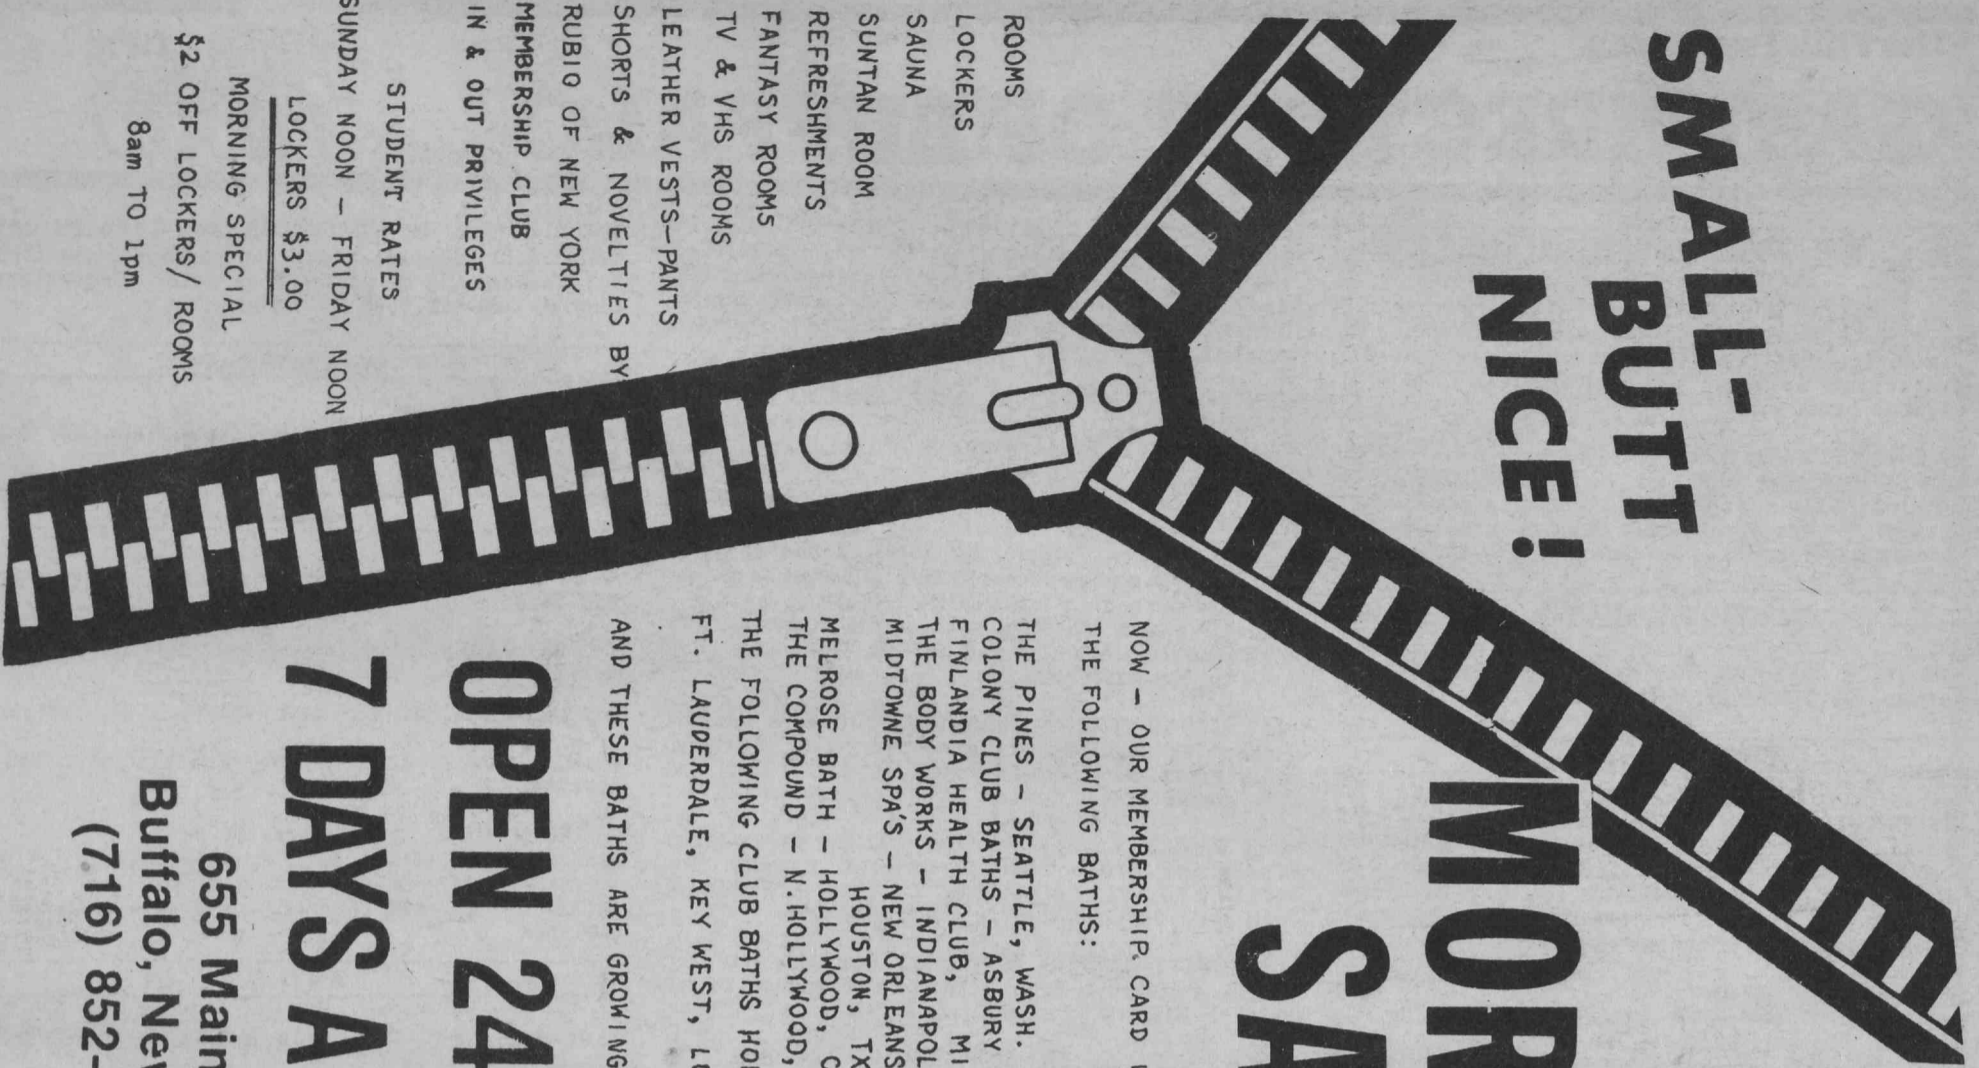 SMALL-
BUTT
NICE!
MOR
SA
ROOMS
LOCKERS
SAUNA
SUNTAN ROOM
REFRESHMENTS
FANTASY ROOMS
TV & VHS ROOMS
LEATHER VESTS-PANTS
SHORTS & NOVELTIES BY
RUBIO OF NEW YORK
MEMBERSHIP CLUB
IN & OUT PRIVILEGES
STUDENT RATES
SUNDAY NOON - FRIDAY NOON
LOCKERS $3.00
MORNING SPECIAL
$2 OFF LOCKERS/ ROOMS
8am TO 1pm
NOW - OUR MEMBERSHIP CARD
THE FOLLOWING BATHS:
THE PINES - SEATTLE, WASH.
COLONY CLUB BATHS - ASBURY
FINLANDIA HEALTH CLUB, MI
THE BODY WORKS - INDIANAPOL
MIDTOWNE SPA'S - NEW ORLEANS
HOUSTON, TX
MELROSE BATH - HOLLYWOOD, C
THE COMPOUND - N.HOLLYWOOD,
THE FOLLOWING CLUB BATHS HO
FT. LAUDERDALE, KEY WEST,
AND THESE BATHS ARE GROWING
OPEN 24
7 DAYS A
655 Main
Buffalo, New
(716) 852-